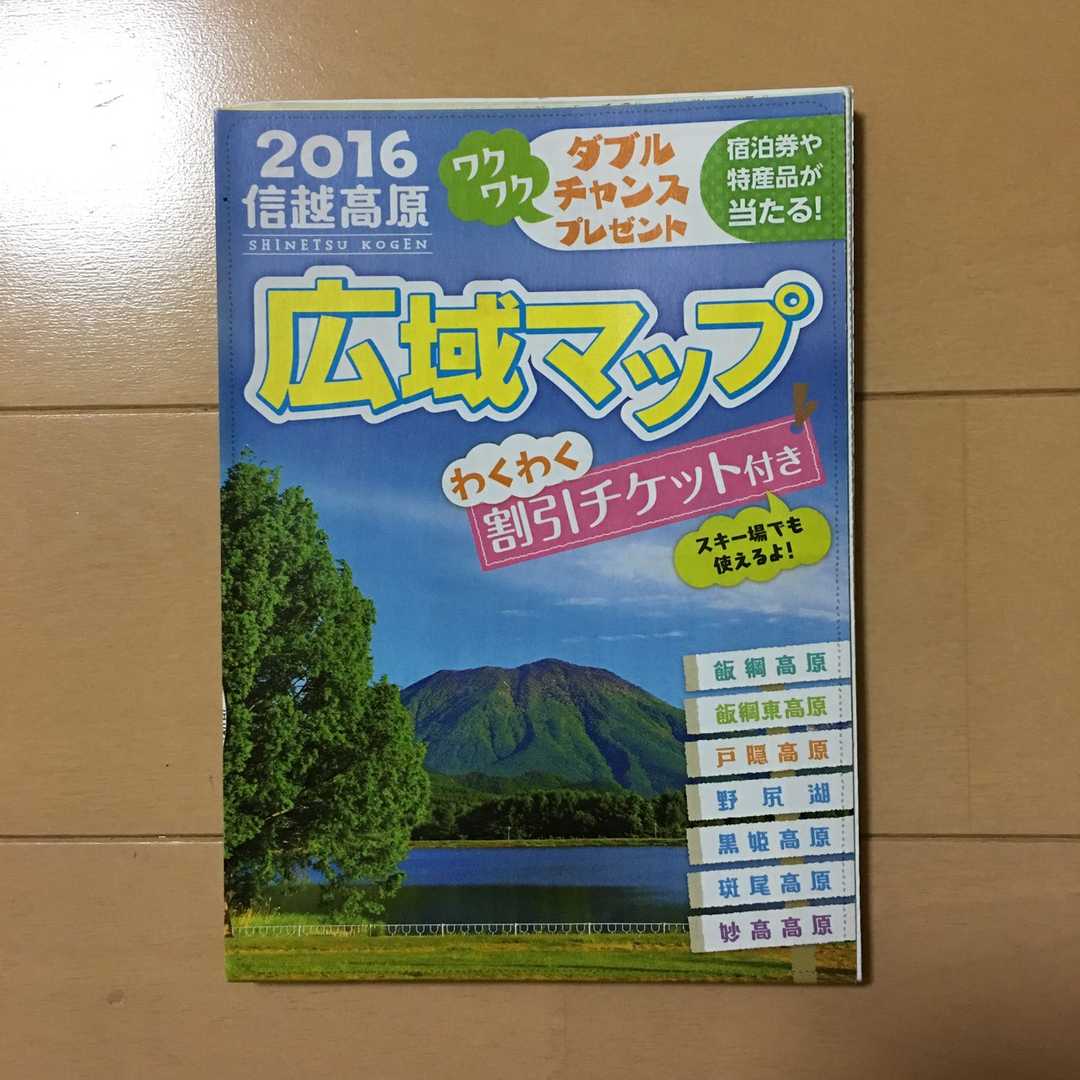 2016
信越高原
SHINETSU KOGEN
ワク
ワク
ダブル
チャンス
プレゼント
宿泊券や
特産品が
当たる!
広域マップ
わくわく
割引チケット付き
スキー場でも
使えるよ!
飯綱高原
飯綱東高原
戸隠高原
野尻湖
黒姫高原
斑尾高原
妙高高原